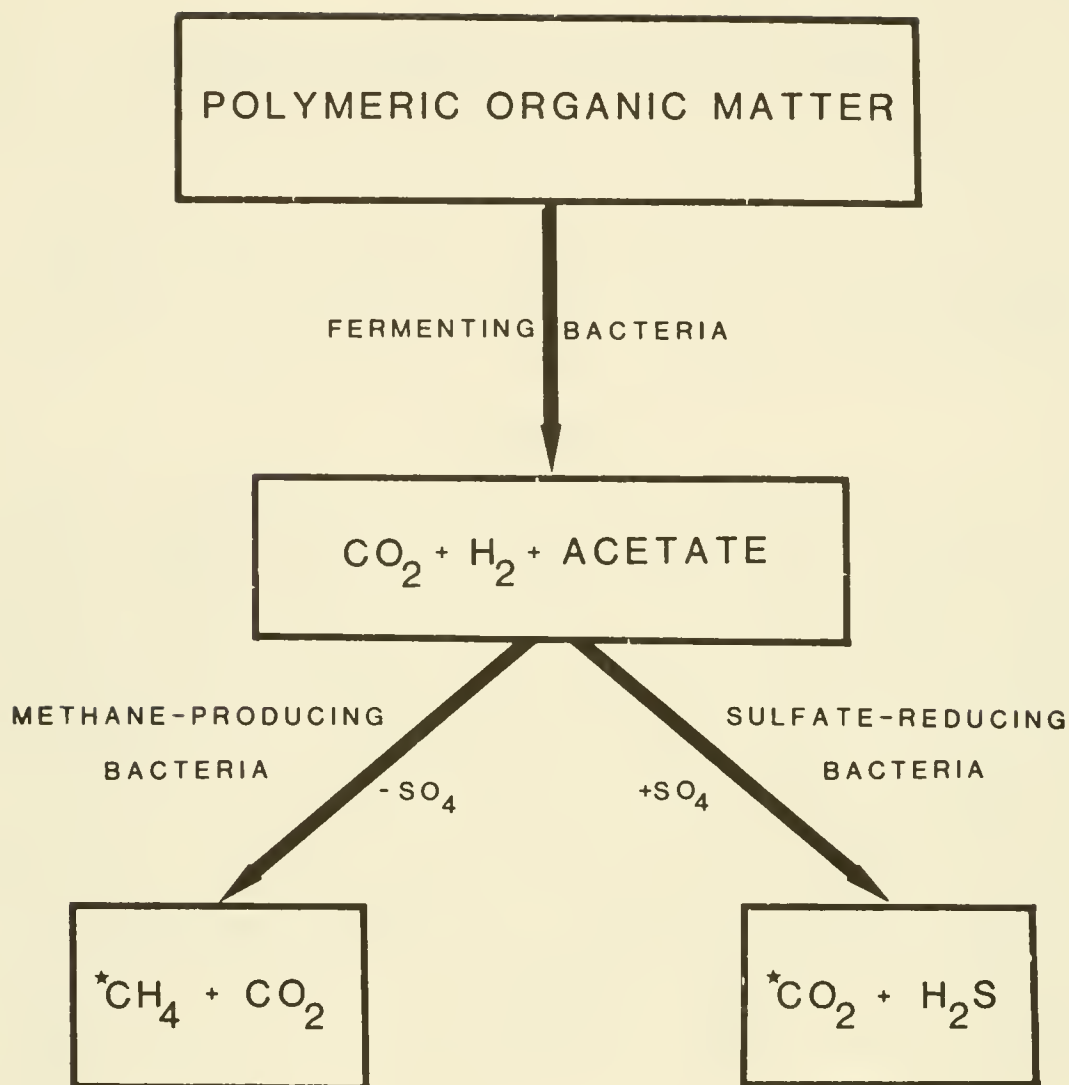 POLYMERIC ORGANIC MATTER
FERMENTING BACTERIA
CO₂ + H₂ + ACETATE
METHANE-PRODUCING
BACTERIA
SULFATE-REDUCING
BACTERIA
- SO₄
+SO₄
★CH₄ + CO₂
★CO₂ + H₂S